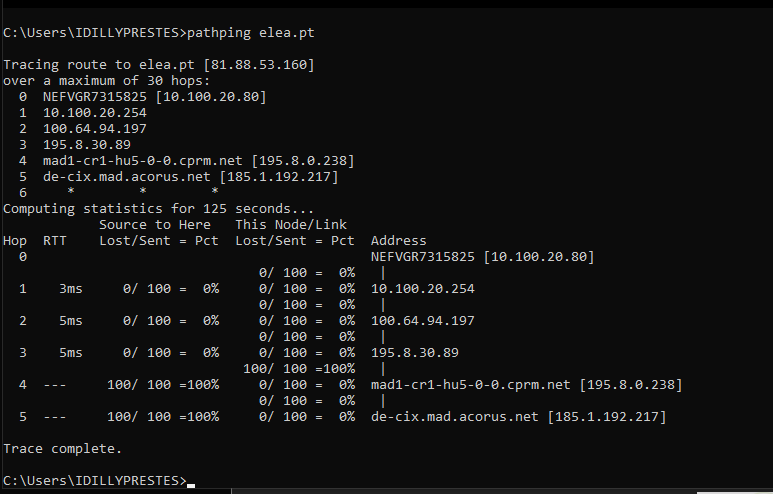 C:\Users\IDILLYPRESTES>pathping elea.pt
Tracing route to elea.pt [81.88.53.160]
over a maximum of 30 hops:
0 NEFVGR7315825 [10.100.20.80]
1 10.100.20.254
2 100.64.94.197
3 195.8.30.89
4 mad1-cr1-hu5-0-0.cprm.net [195.8.0.238]
5 de-cix.mad.acorus.net [185.1.192.217]
6 * * *
Computing statistics for 125 seconds...
Source to Here This Node/Link
Hop RTT Lost/Sent = Pct Lost/Sent = Pct Address
0 NEFVGR7315825 [10.100.20.80]
0/ 100 = 0% |
1 3ms 0/ 100 = 0% 0/ 100 = 0% 10.100.20.254
0/ 100 = 0% |
2 5ms 0/ 100 = 0% 0/ 100 = 0% 100.64.94.197
0/ 100 = 0% |
3 5ms 0/ 100 = 0% 0/ 100 = 0% 195.8.30.89
100/ 100 =100% |
4 --- 100/ 100 =100% 0/ 100 = 0% mad1-cr1-hu5-0-0.cprm.net [195.8.0.238]
0/ 100 = 0% |
5 --- 100/ 100 =100% 0/ 100 = 0% de-cix.mad.acorus.net [185.1.192.217]
Trace complete.
C:\Users\IDILLYPRESTES>